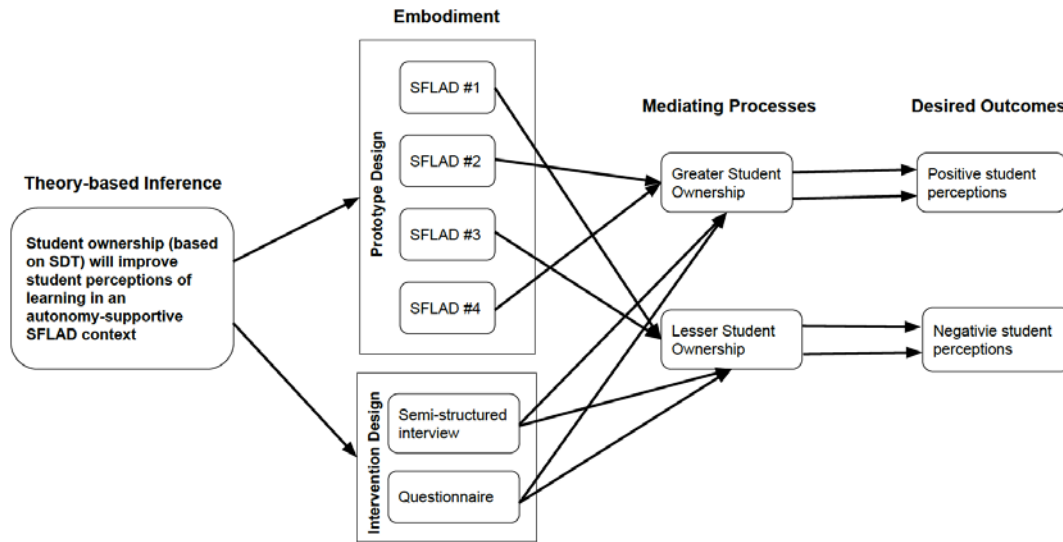 Embodiment
Prototype Design
SFLAD #1
SFLAD #2
SFLAD #3
SFLAD #4
Mediating Processes
Desired Outcomes
Theory-based Inference
Student ownership (based
on SDT) will improve
student perceptions of
learning in an
autonomy-supportive
SFLAD context
Greater Student
Ownership
Positive student
perceptions
Lesser Student
Ownership
Negativie student
perceptions
Intervention Design
Semi-structured
interview
Questionnaire